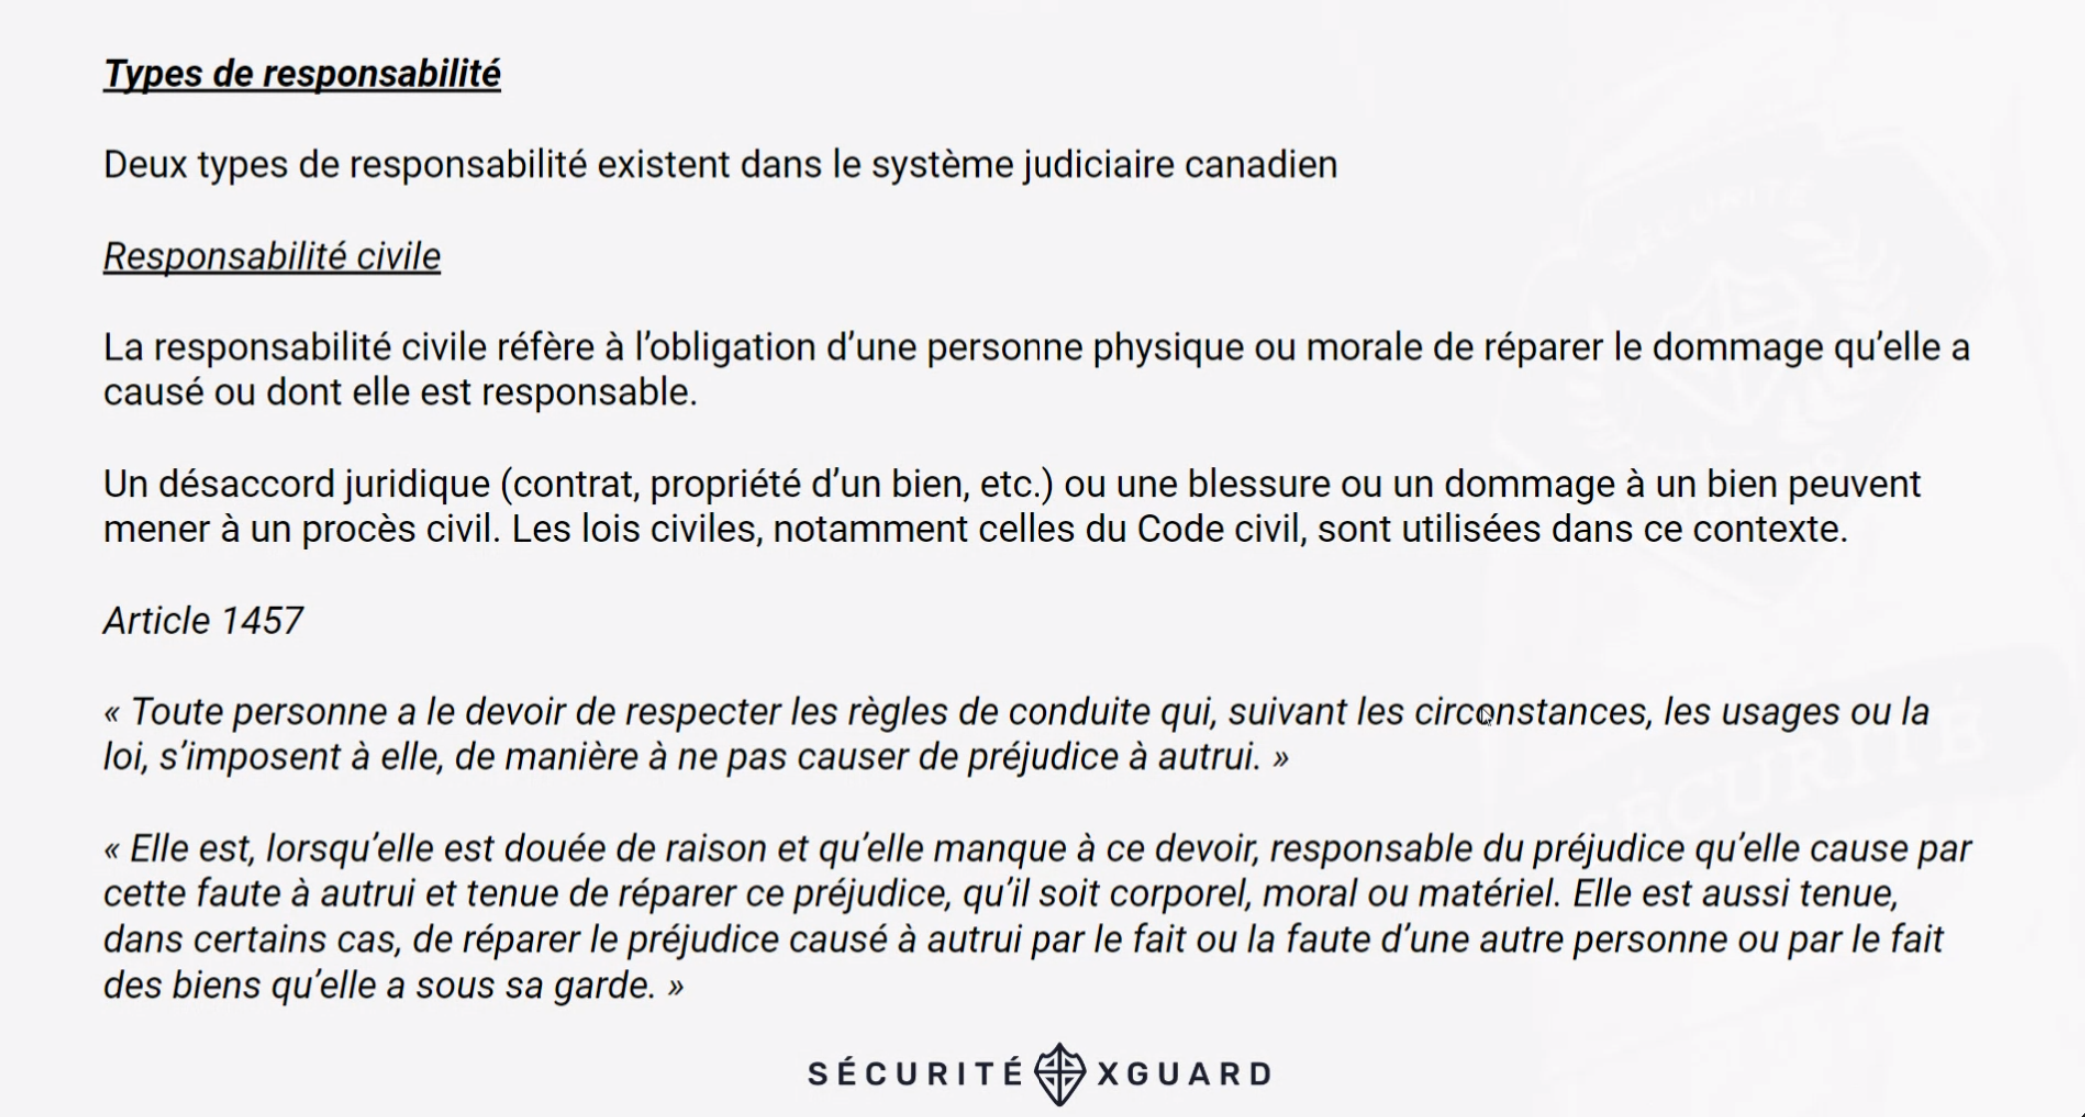 Types de responsabilité
Deux types de responsabilité existent dans le système judiciaire canadien
Responsabilité civile
La responsabilité civile réfère à l’obligation d’une personne physique ou morale de réparer le dommage qu’elle a
causé ou dont elle est responsable.
Un désaccord juridique (contrat, propriété d’un bien, etc.) ou une blessure ou un dommage à un bien peuvent
mener à un procès civil. Les lois civiles, notamment celles du Code civil, sont utilisées dans ce contexte.
Article 1457
« Toute personne a le devoir de respecter les règles de conduite qui, suivant les circonstances, les usages ou la
loi, s’imposent à elle, de manière à ne pas causer de préjudice à autrui. »
« Elle est, lorsqu’elle est douée de raison et qu’elle manque à ce devoir, responsable du préjudice qu’elle cause par
cette faute à autrui et tenue de réparer ce préjudice, qu’il soit corporel, moral ou matériel. Elle est aussi tenue,
dans certains cas, de réparer le préjudice causé à autrui par le fait ou la faute d’une autre personne ou par le fait
des biens qu’elle a sous sa garde. »
SÉCURITÉ XGUARD
SÉCURITÉ
SÉCURITÉ